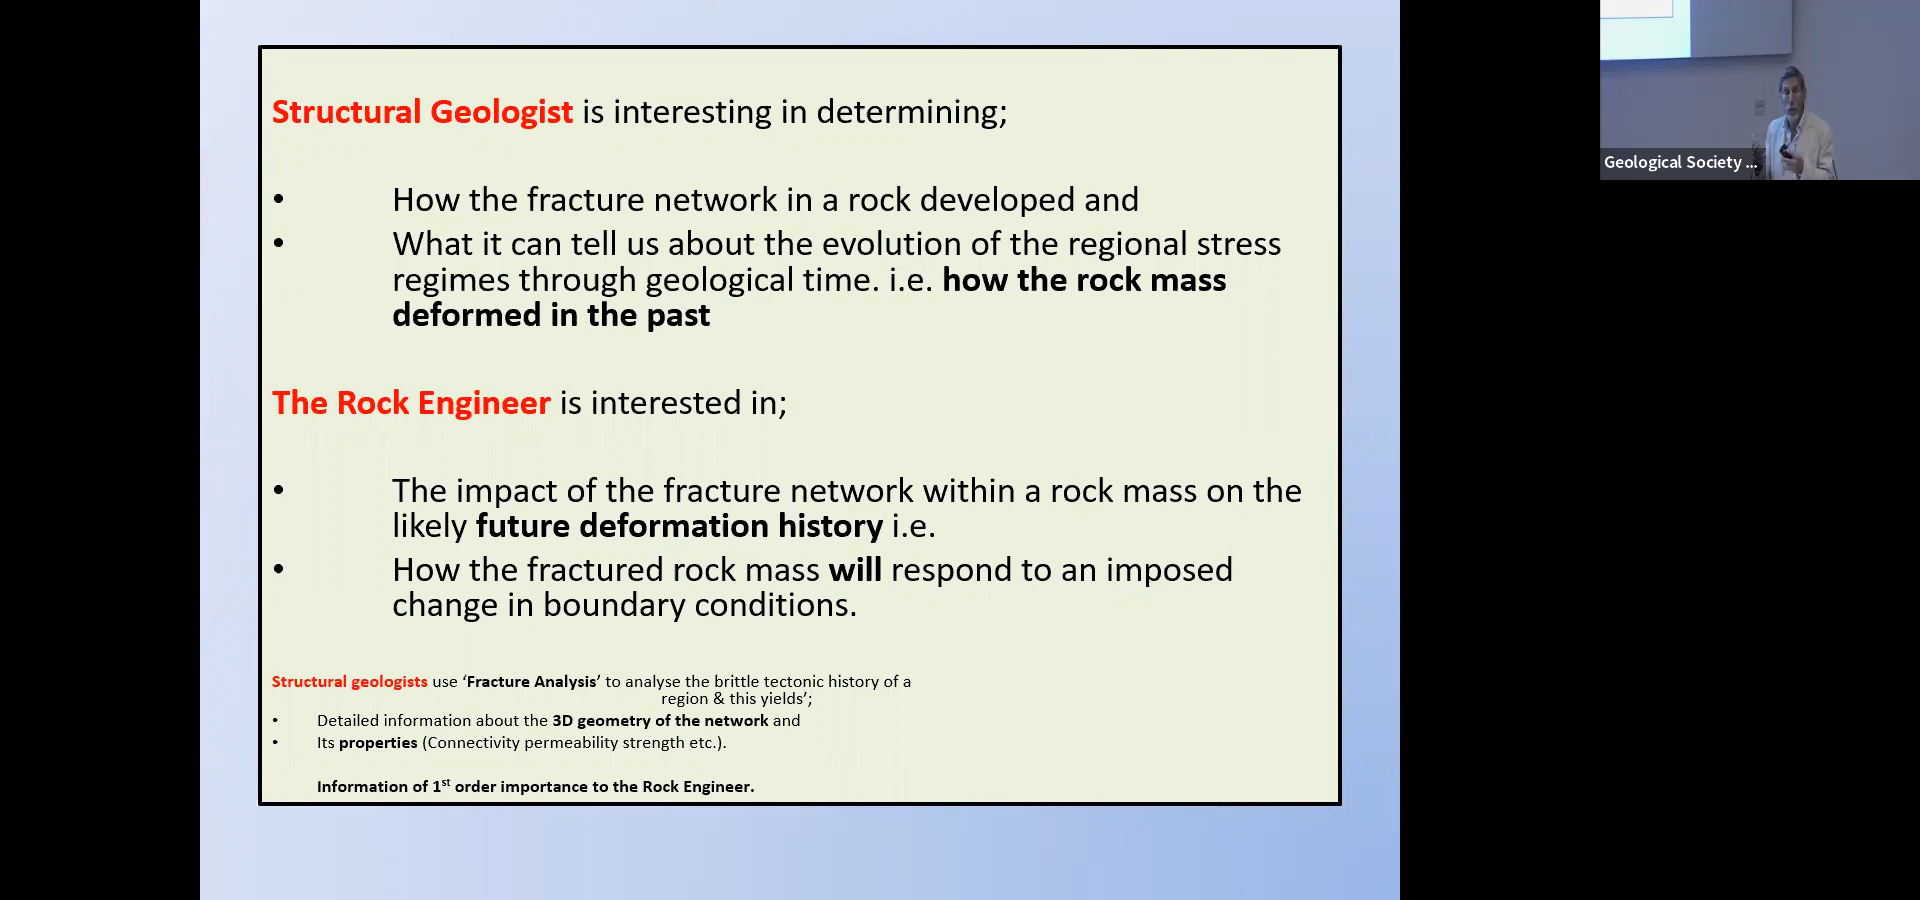 Structural Geologist is interesting in determining;
• How the fracture network in a rock developed and
• What it can tell us about the evolution of the regional stress
regimes through geological time. i.e. how the rock mass
deformed in the past
The Rock Engineer is interested in;
• The impact of the fracture network within a rock mass on the
likely future deformation history i.e.
• How the fractured rock mass will respond to an imposed
change in boundary conditions.
Structural geologists use ‘Fracture Analysis’ to analyse the brittle tectonic history of a
region & this yields’;
• Detailed information about the 3D geometry of the network and
• Its properties (Connectivity permeability strength etc.).
Information of 1st order importance to the Rock Engineer.
Geological Society ...